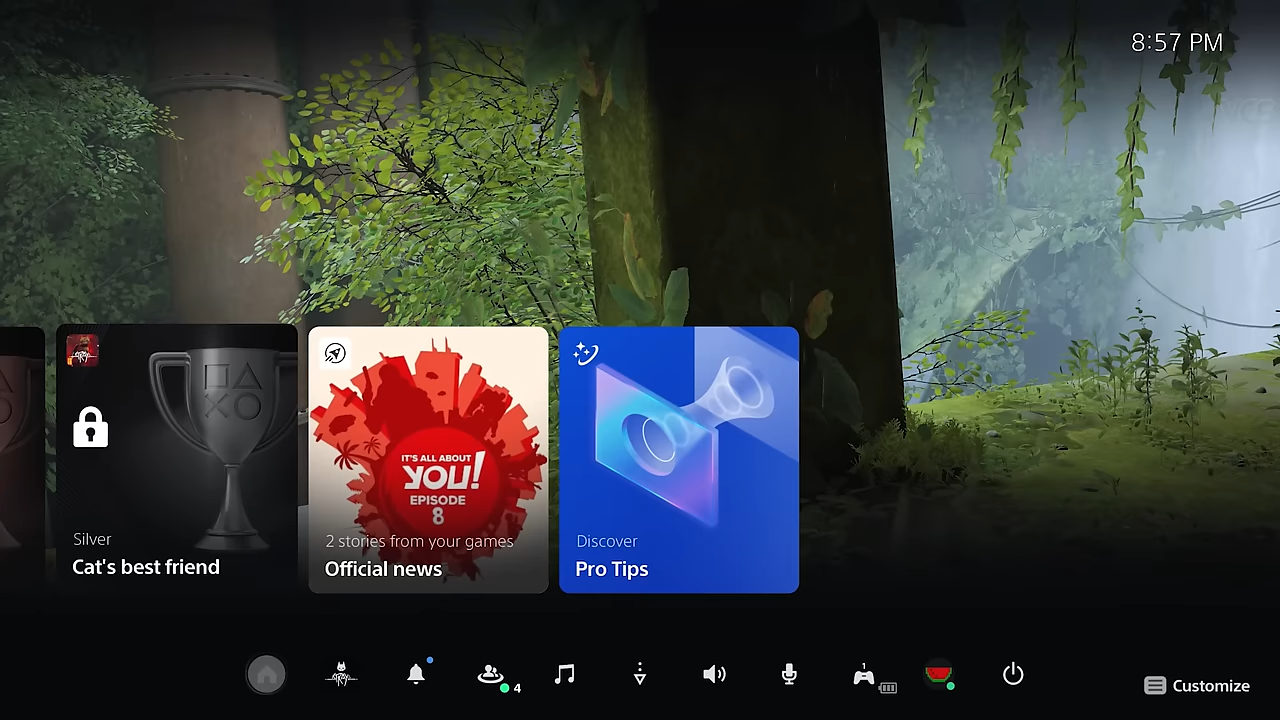 8:57 PM
Silver
Cat's best friend
IT'S ALL ABOUT
YOU!
EPISODE
8
2 stories from your games
Official news
Discover
Pro Tips
4
1
Customize